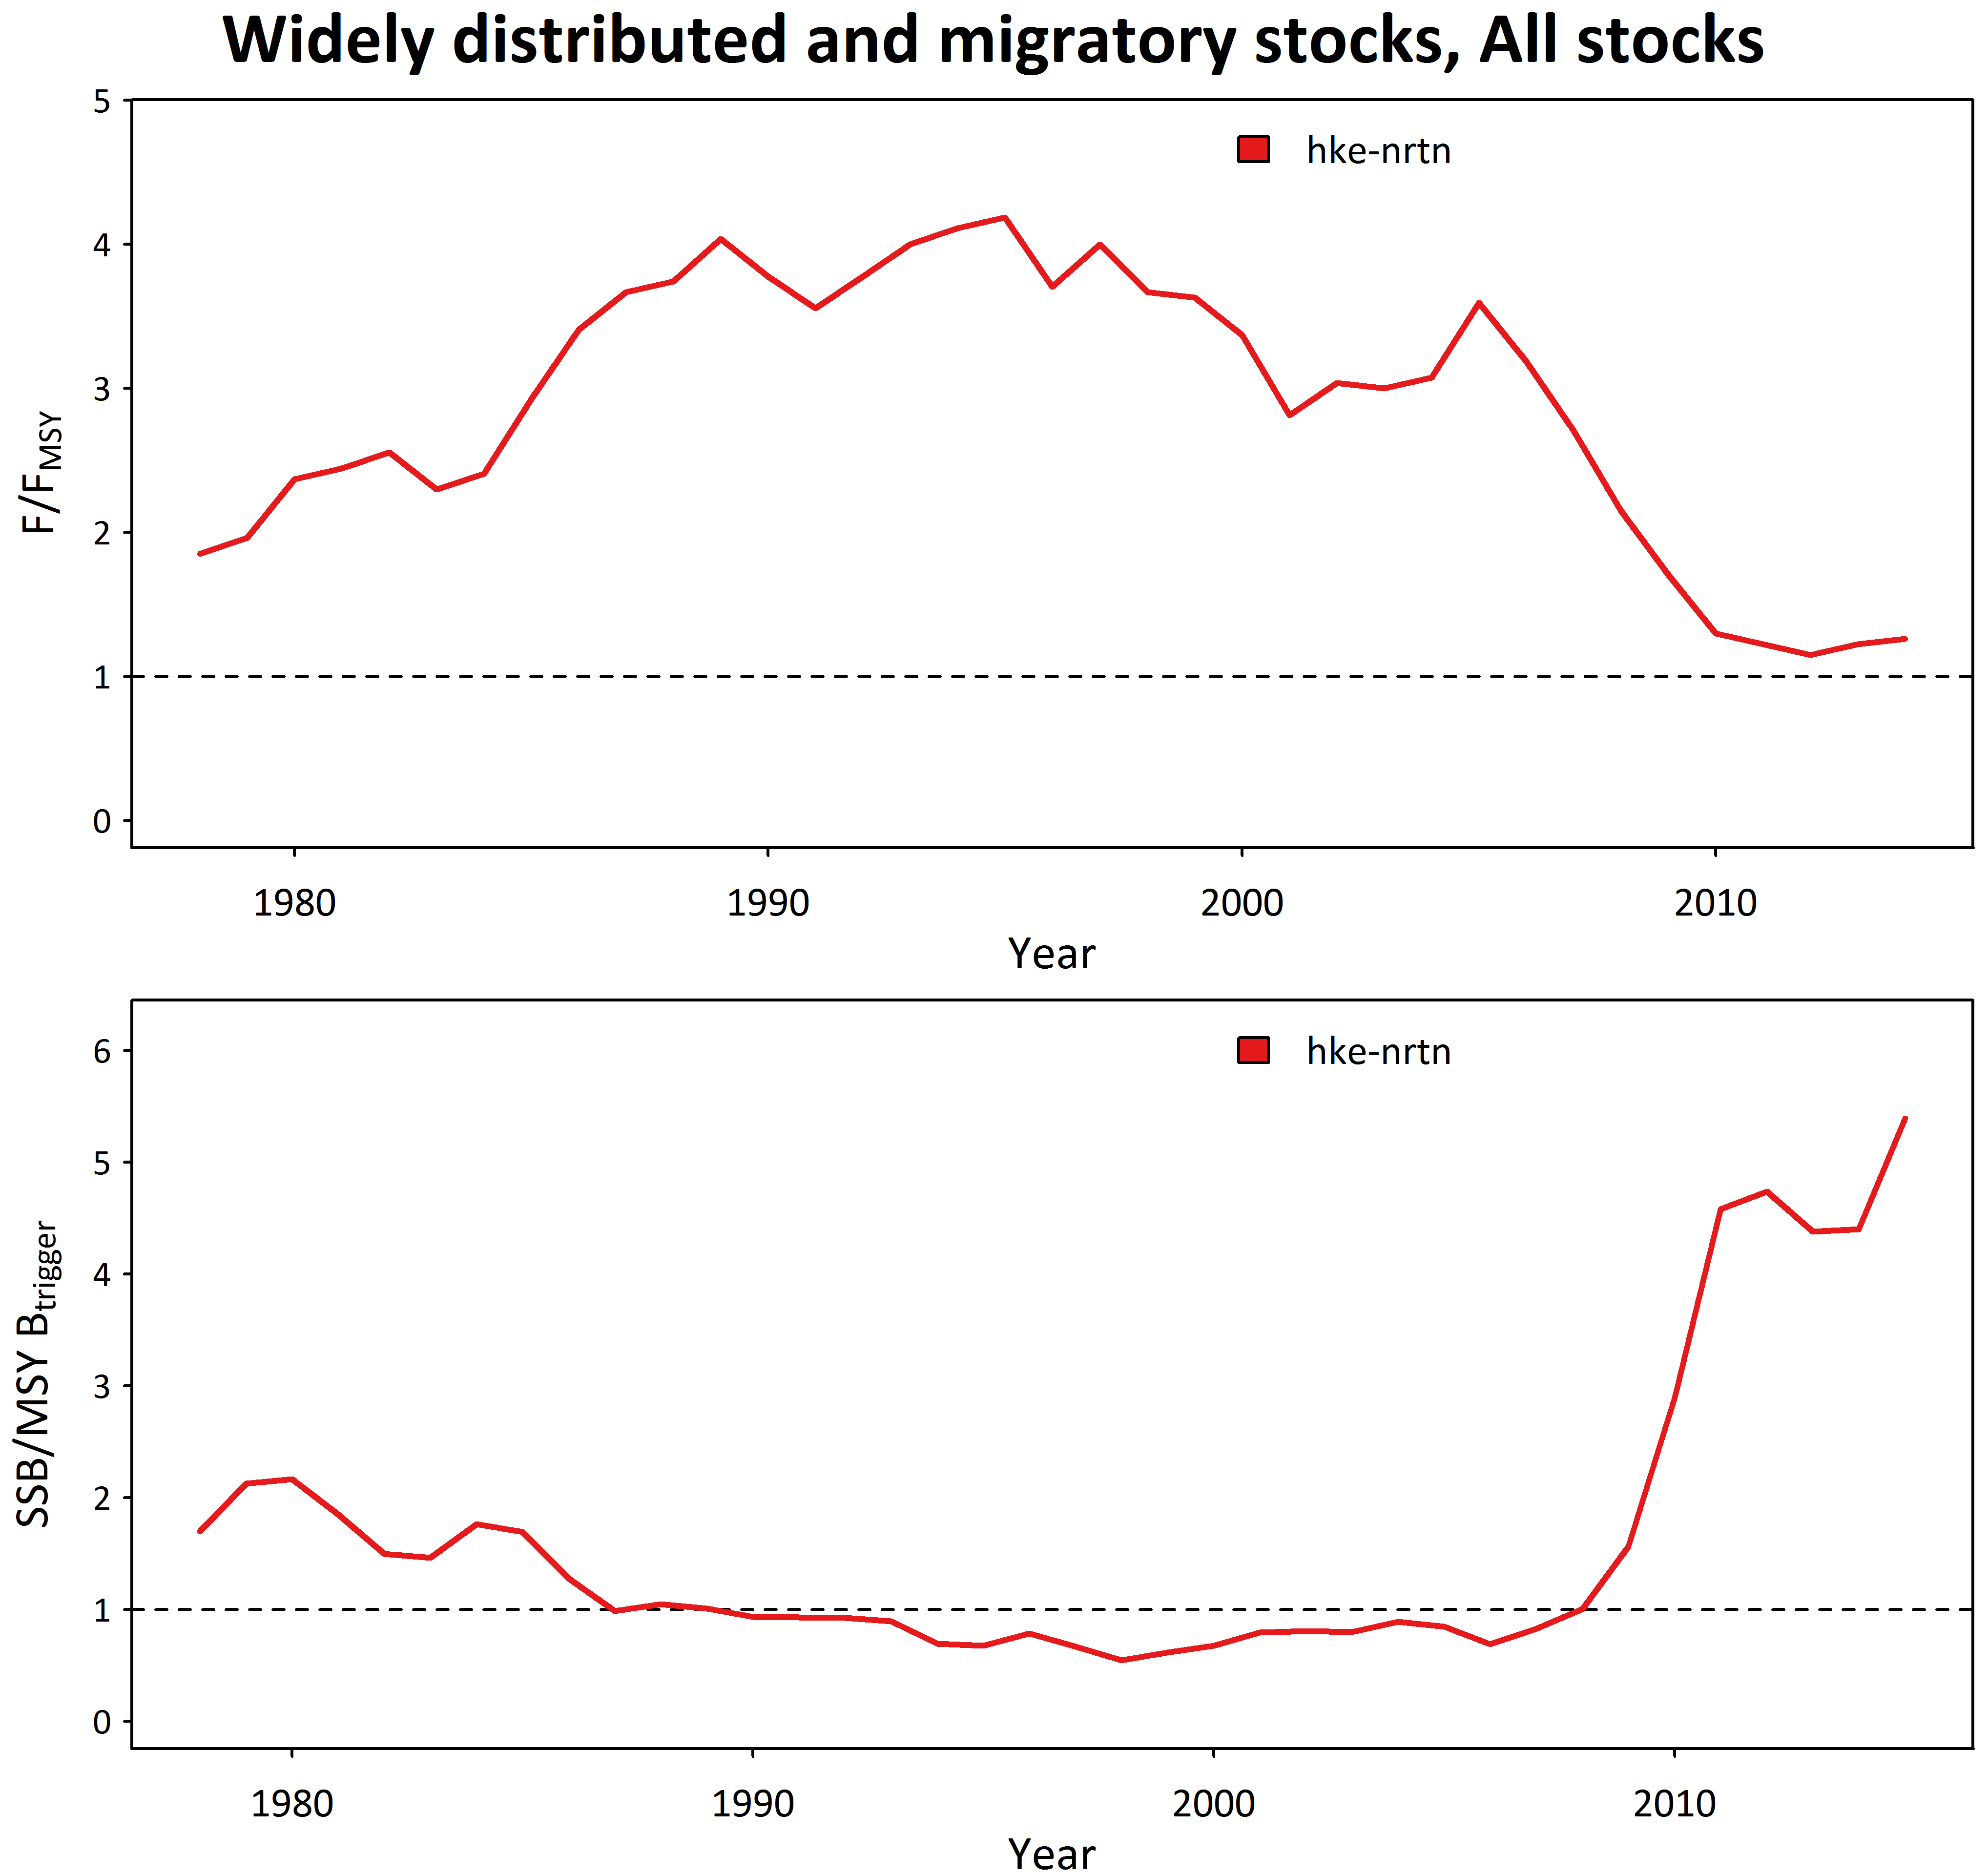 Widely distributed and migratory stocks, All stocks
5
hke-nrtn
4
3
2
1
0
F/FMSY
1980 1990 2000 2010
Year
hke-nrtn
6
5
4
3
2
1
0
SSB/MSY Btrigger
1980 1990 2000 2010
Year